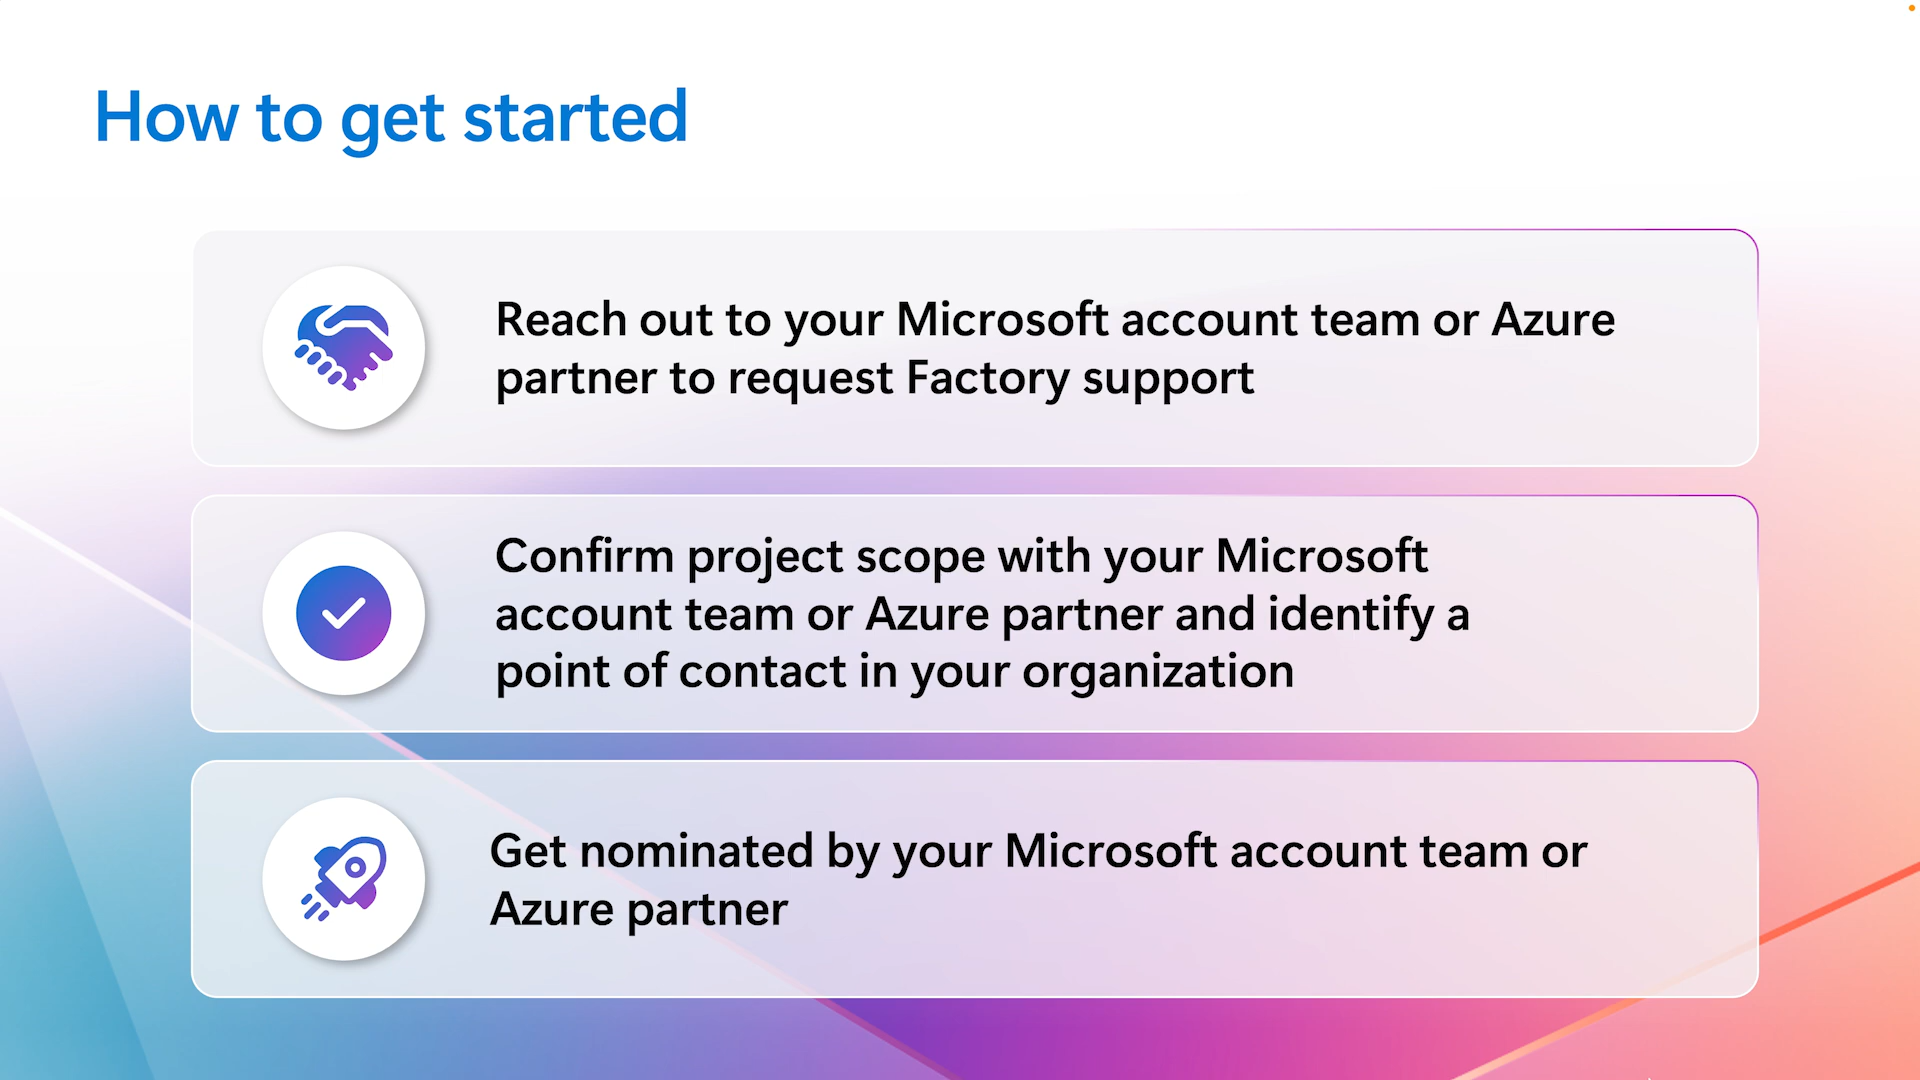 How to get started
Reach out to your Microsoft account team or Azure
partner to request Factory support
Confirm project scope with your Microsoft
account team or Azure partner and identify a
point of contact in your organization
Get nominated by your Microsoft account team or
Azure partner